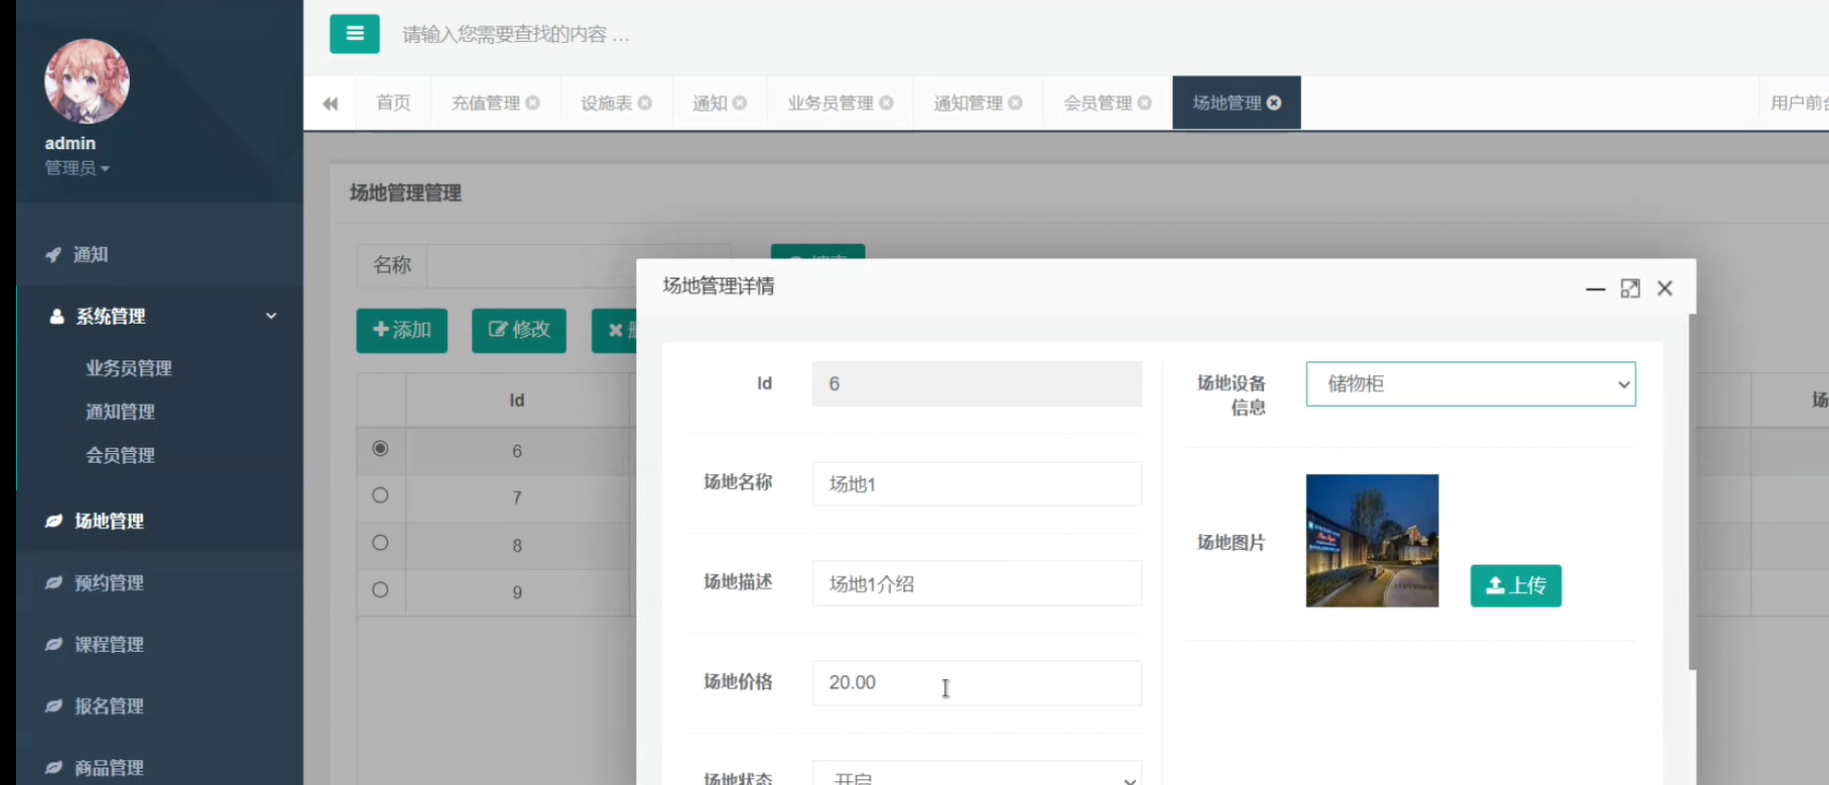 请输入您需要查找的内容 …
首页
充值管理
设施表
通知
业务员管理
通知管理
会员管理
场地管理
用户前
admin
管理员
通知
系统管理
业务员管理
通知管理
会员管理
场地管理
预约管理
课程管理
报名管理
商品管理
场地管理管理
名称
添加
修改
Id
场
6
7
8
9
场地管理详情
Id
6
场地名称
场地1
场地描述
场地1介绍
场地价格
20.00
场地状态
开启
场地设备
信息
储物柜
场地图片
上传